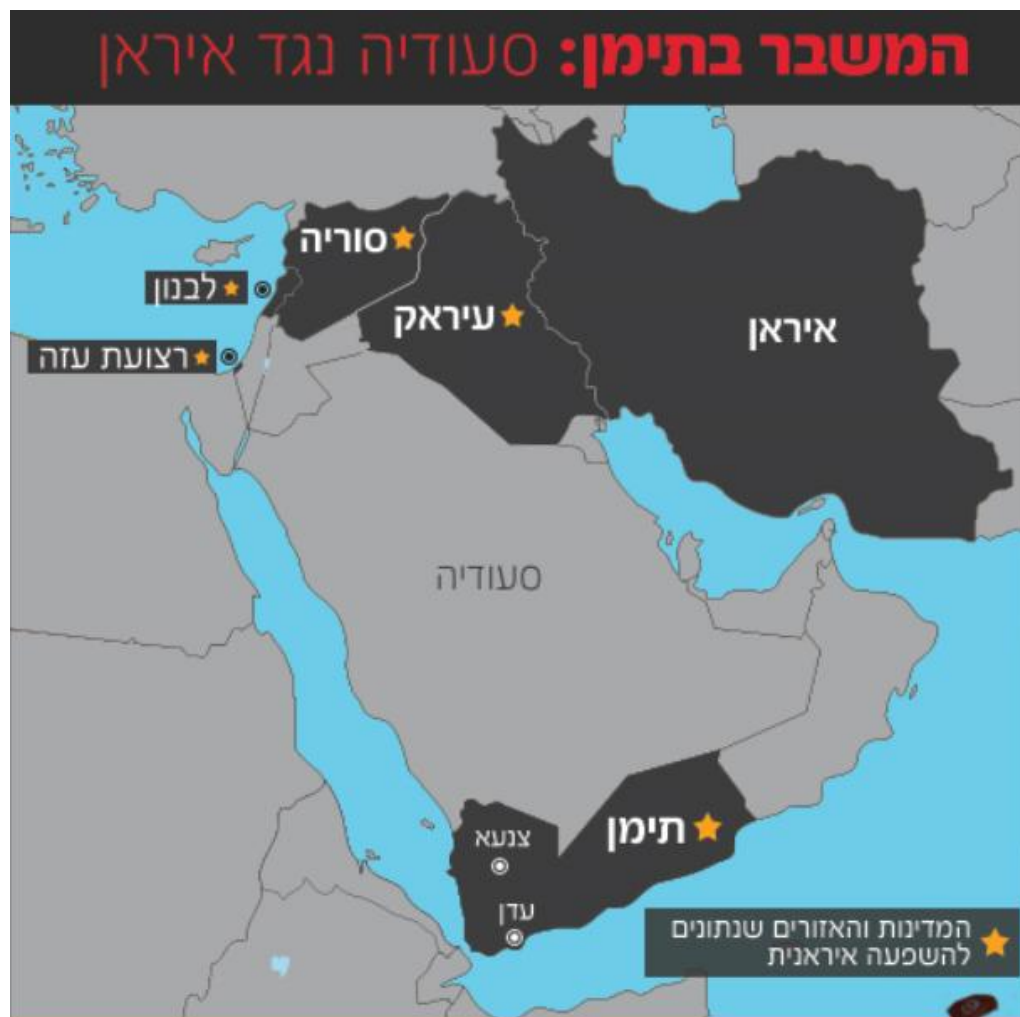 המשבר בתימן: סעודיה נגד איראן
סוריה
לבנון
עיראק
איראן
רצועת עזה
סעודיה
תימן
צנעא
עדן
המדינות והאזורים שנתונים
להשפעה איראנית